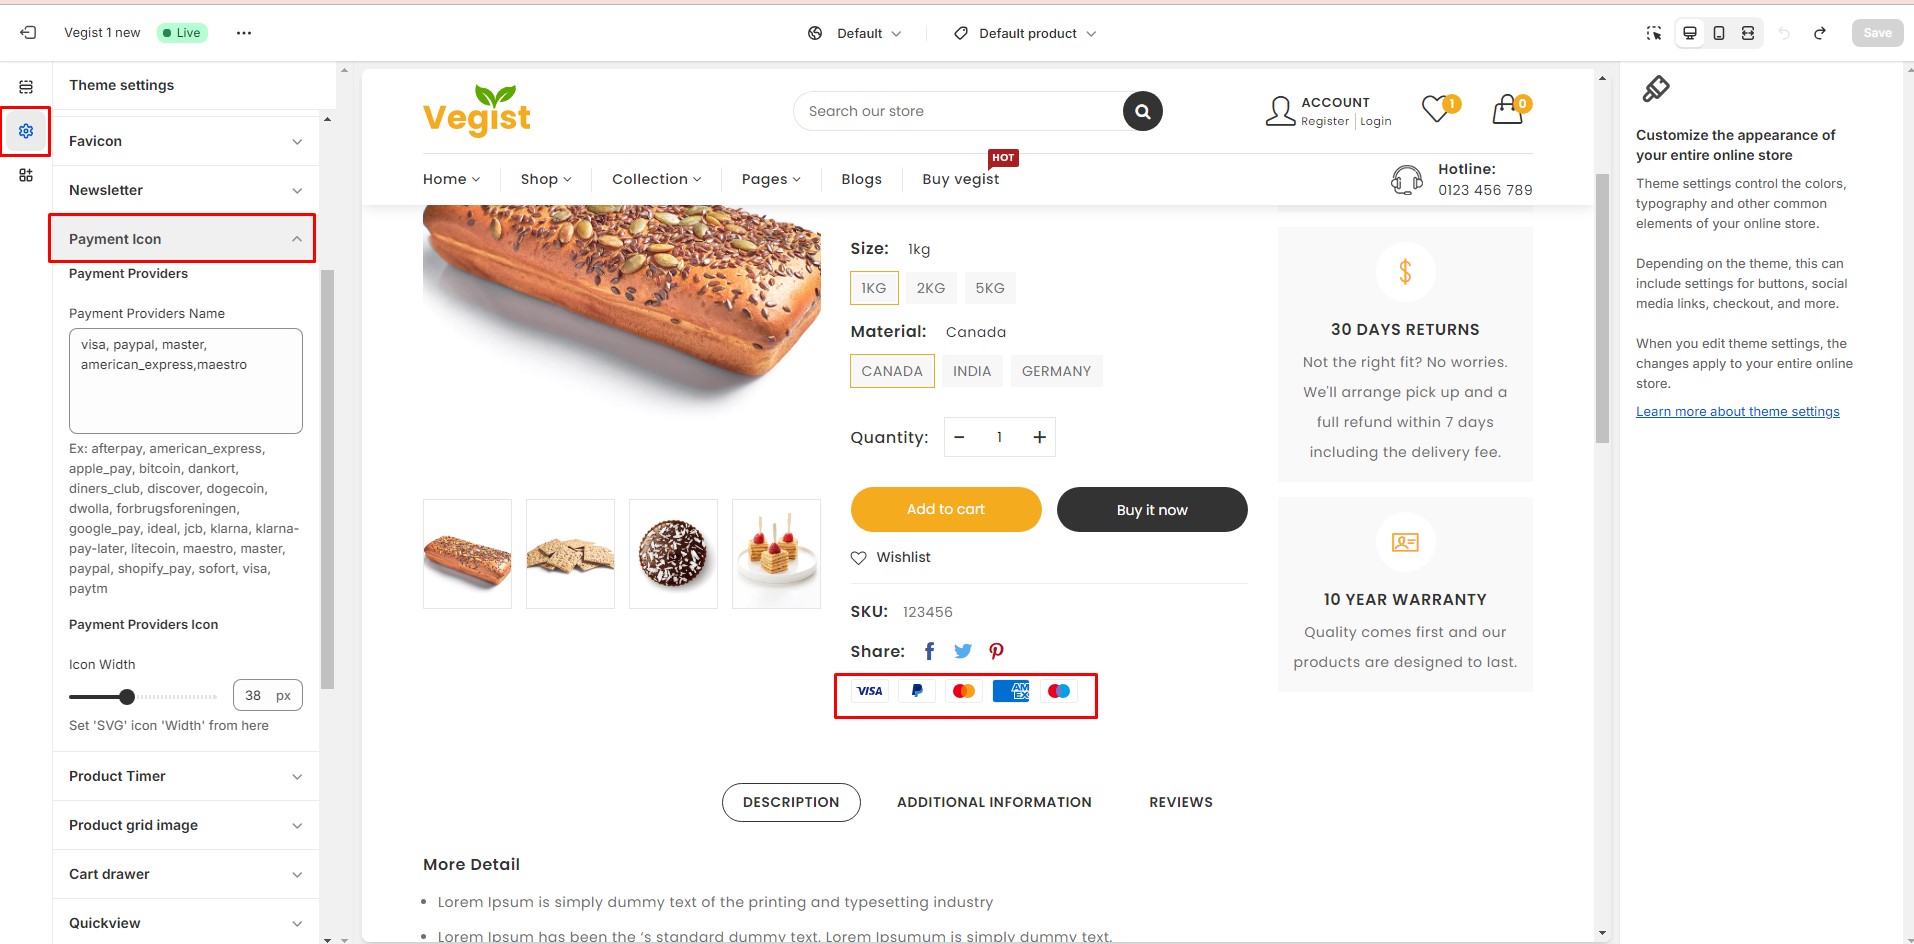 Vegist 1 new
Live
Default
Default product
Save
Theme settings
Favicon
Newsletter
Payment Icon
Payment Providers
Payment Providers Name
visa, paypal, master,
american_express,maestro
Ex: afterpay, american_express,
apple_pay, bitcoin, dankort,
diners_club, discover, dogecoin,
dwolla, forbrugsforeningen,
google_pay, ideal, jcb, klarna, klarna-
pay-later, litecoin, maestro, master,
paypal, shopify_pay, sofort, visa,
paytm
Payment Providers Icon
Icon Width
38 px
Set 'SVG' icon 'Width' from here
Product Timer
Product grid image
Cart drawer
Quickview
Vegist
Search our store
ACCOUNT
Register Login
1
0
HOT
Home
Shop
Collection
Pages
Blogs
Buy vegist
Hotline:
0123 456 789
Size: 1kg
1KG 2KG 5KG
Material: Canada
CANADA INDIA GERMANY
Quantity: − 1 +
Add to cart
Buy it now
Wishlist
SKU: 123456
Share:
VISA
AM
EX
$
30 DAYS RETURNS
Not the right fit? No worries.
We'll arrange pick up and a
full refund within 7 days
including the delivery fee.
10 YEAR WARRANTY
Quality comes first and our
products are designed to last.
DESCRIPTION
ADDITIONAL INFORMATION
REVIEWS
More Detail
Lorem Ipsum is simply dummy text of the printing and typesetting industry
Lorem Ipsum has been the ‘s standard dummy text. Lorem Ipsumum is simply dummy text.
Customize the appearance of
your entire online store
Theme settings control the colors,
typography and other common
elements of your online store.
Depending on the theme, this can
include settings for buttons, social
media links, checkout, and more.
When you edit theme settings, the
changes apply to your entire online
store.
Learn more about theme settings